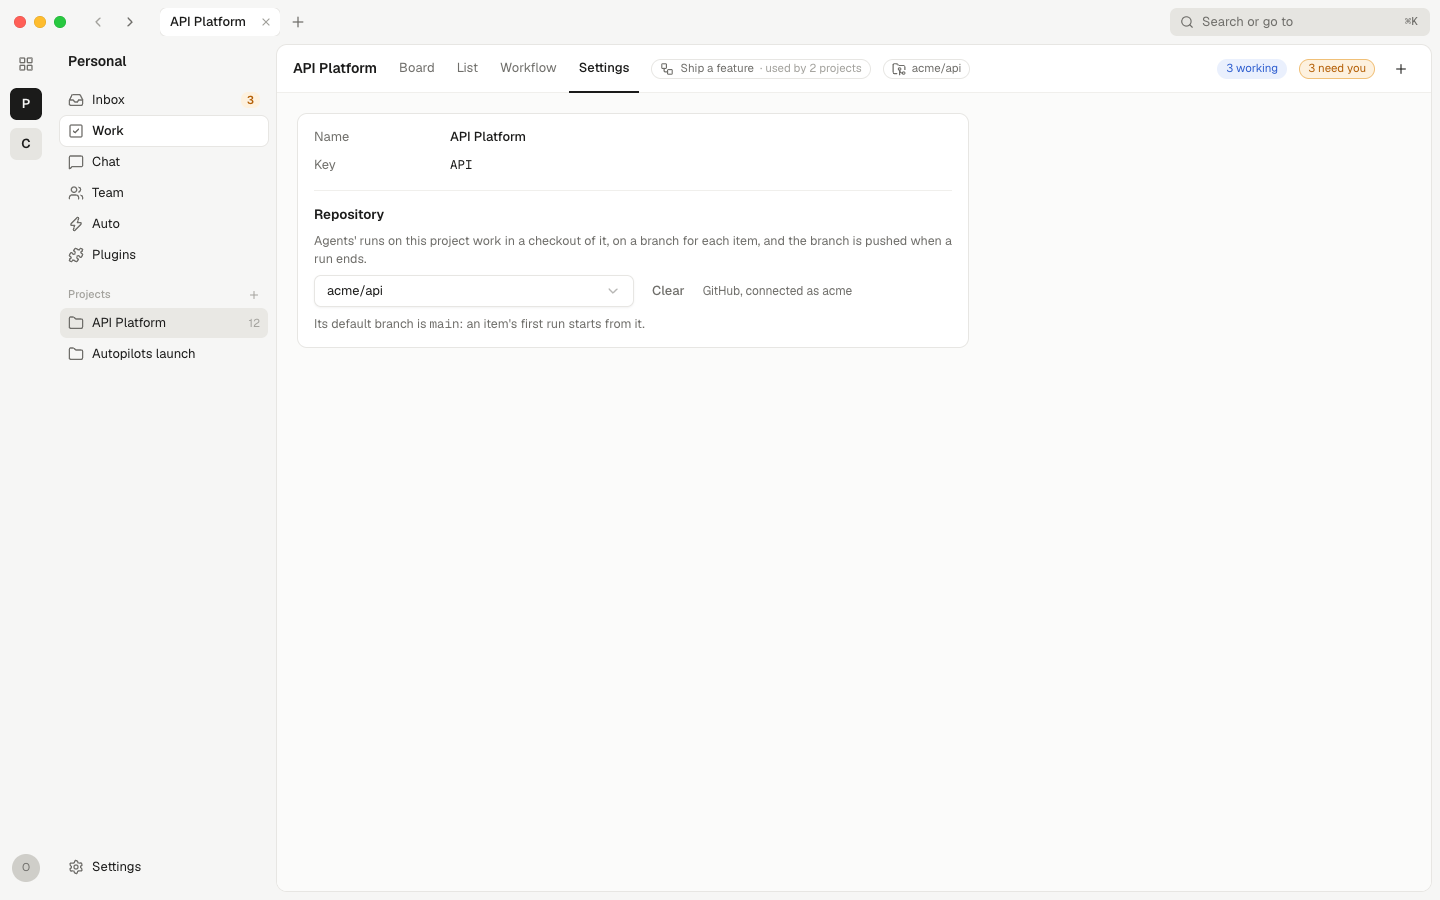 API Platform
Search or go to
⌘K
Personal
P
C
Inbox
3
Work
Chat
Team
Auto
Plugins
Projects
API Platform
12
Autopilots launch
O
Settings
API Platform
Board
List
Workflow
Settings
Ship a feature · used by 2 projects
acme/api
3 working
3 need you
Name
API Platform
Key
API
Repository
Agents' runs on this project work in a checkout of it, on a branch for each item, and the branch is pushed when a
run ends.
acme/api
Clear
GitHub, connected as acme
Its default branch is main: an item's first run starts from it.